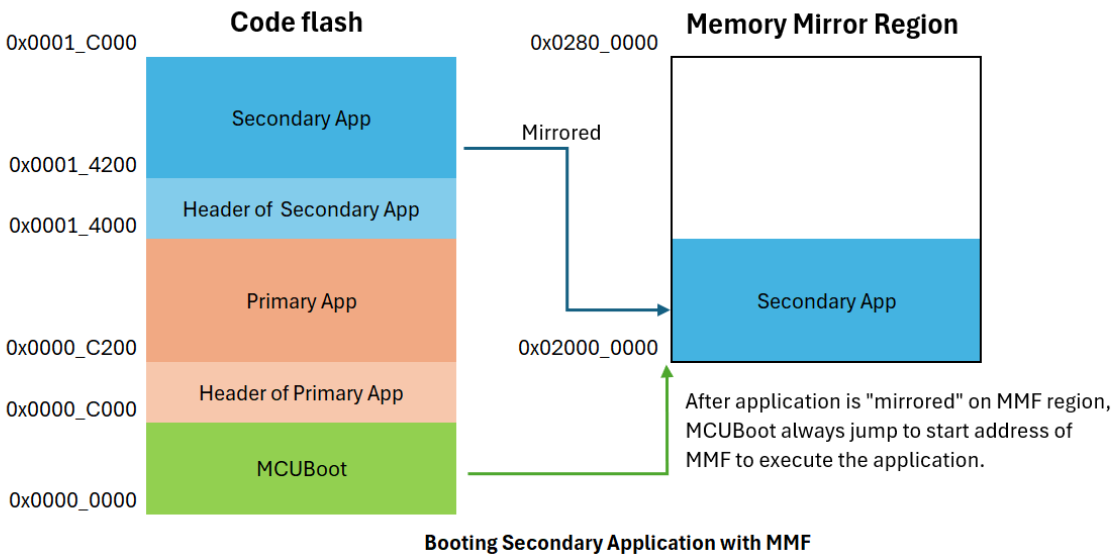 Code flash
Memory Mirror Region
0x0001_C000
0x0280_0000
Secondary App
Mirrored
0x0001_4200
Header of Secondary App
0x0001_4000
Primary App
Secondary App
0x0000_C200
0x02000_0000
Header of Primary App
0x0000_C000
After application is "mirrored" on MMF region,
MCUBoot always jump to start address of
MMF to execute the application.
MCUBoot
0x0000_0000
Booting Secondary Application with MMF